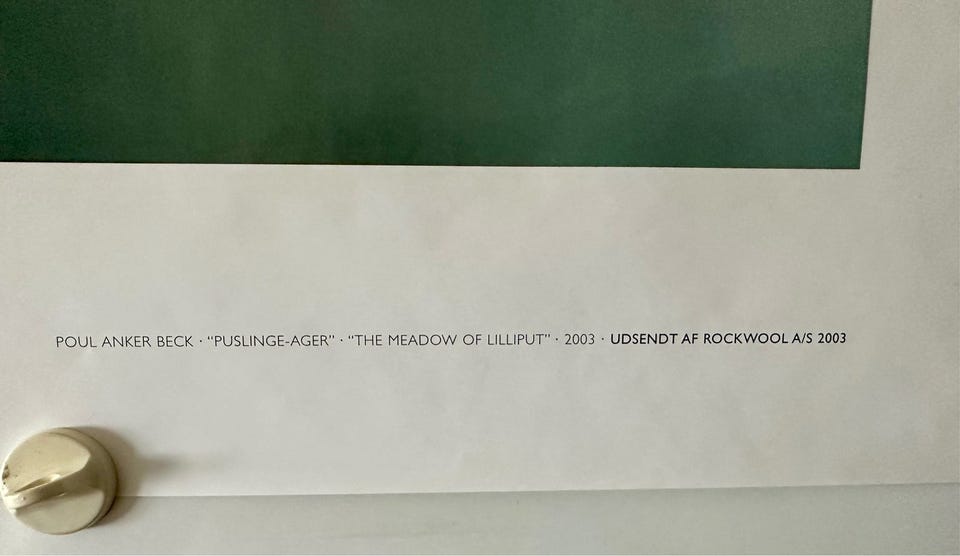 POUL ANKER BECK · “PUSLINGE-AGER” · “THE MEADOW OF LILLIPUT” · 2003 · UDSENDT AF ROCKWOOL A/S 2003